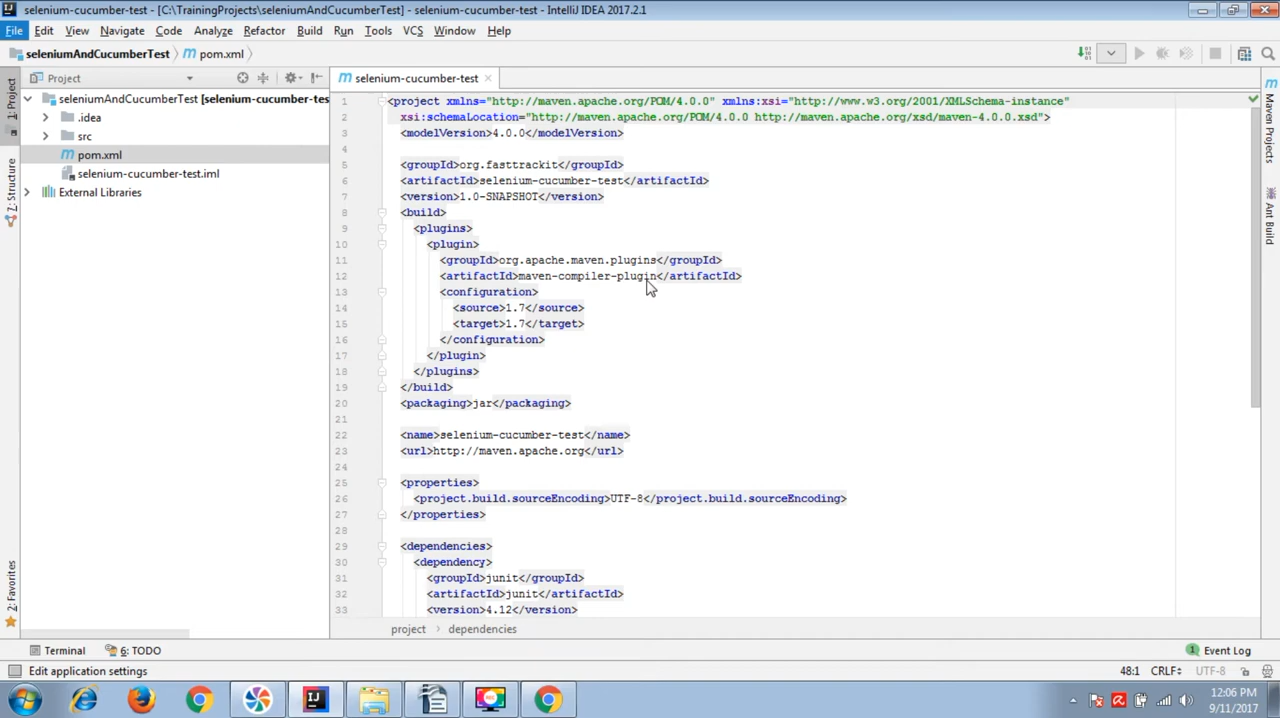 selenium-cucumber-test - [C:\TrainingProjects\seleniumAndCucumberTest] - selenium-cucumber-test - IntelliJ IDEA 2017.2.1
File Edit View Navigate Code Analyze Refactor Build Run Tools VCS Window Help
seleniumAndCucumberTest pom.xml
Project
selenium-cucumber-test
1: Project
Z: Structure
2: Favorites
seleniumAndCucumberTest [selenium-cucumber-tes
.idea
src
pom.xml
selenium-cucumber-test.iml
External Libraries
1 <project xmlns="http://maven.apache.org/POM/4.0.0" xmlns:xsi="http://www.w3.org/2001/XMLSchema-instance"
2 xsi:schemaLocation="http://maven.apache.org/POM/4.0.0 http://maven.apache.org/xsd/maven-4.0.0.xsd">
3 <modelVersion>4.0.0</modelVersion>
4
5 <groupId>org.fasttrackit</groupId>
6 <artifactId>selenium-cucumber-test</artifactId>
7 <version>1.0-SNAPSHOT</version>
8 <build>
9 <plugins>
10 <plugin>
11 <groupId>org.apache.maven.plugins</groupId>
12 <artifactId>maven-compiler-plugin</artifactId>
13 <configuration>
14 <source>1.7</source>
15 <target>1.7</target>
16 </configuration>
17 </plugin>
18 </plugins>
19 </build>
20 <packaging>jar</packaging>
21
22 <name>selenium-cucumber-test</name>
23 <url>http://maven.apache.org</url>
24
25 <properties>
26 <project.build.sourceEncoding>UTF-8</project.build.sourceEncoding>
27 </properties>
28
29 <dependencies>
30 <dependency>
31 <groupId>junit</groupId>
32 <artifactId>junit</artifactId>
33 <version>4.12</version>
project dependencies
Maven Projects
Ant Build
Terminal 6: TODO 1 Event Log
Edit application settings 48:1 CRLF UTF-8
12:06 PM
9/11/2017